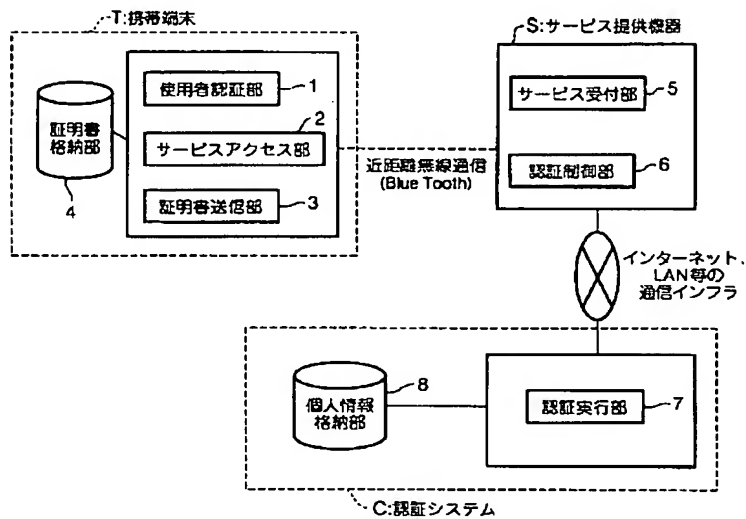 T:携帯端末
S:サービス提供機器
証明書
格納部
4
使用者認証部
1
2
サービスアクセス部
証明書送信部
3
近距離無線通信
(Blue Tooth)
サービス受付部
5
認証制御部
6
インターネット、
LAN等の
通信インフラ
個人情報
格納部
8
認証実行部
7
C:認証システム